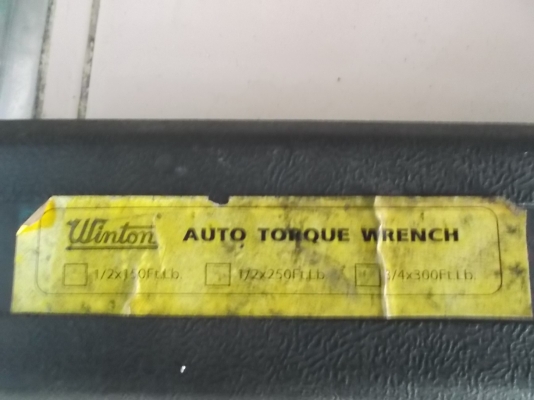 Winton AUTO TORQUE WRENCH
1/2x150Ft.Lb 1/2x250Ft.Lb 3/4x300Ft.Lb